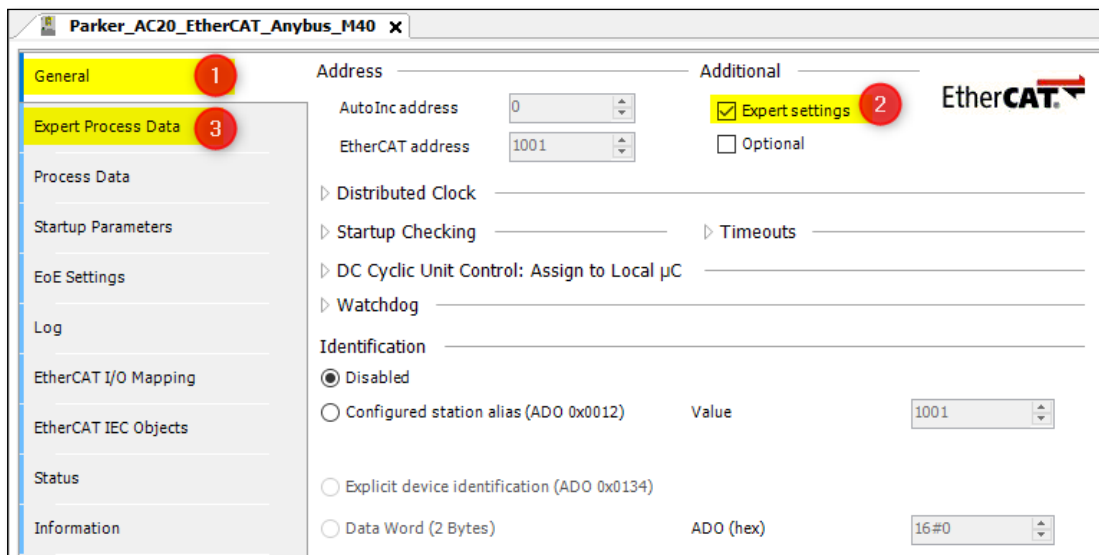 Parker_AC20_EtherCAT_Anybus_M40 X
General 1
Expert Process Data 3
Process Data
Startup Parameters
EoE Settings
Log
EtherCAT I/O Mapping
EtherCAT IEC Objects
Status
Information
Address
AutoInc address 0
EtherCAT address 1001
Additional
Expert settings 2
Optional
EtherCAT.
Distributed Clock
Startup Checking
Timeouts
DC Cyclic Unit Control: Assign to Local µC
Watchdog
Identification
Disabled
Configured station alias (ADO 0x0012) Value 1001
Explicit device identification (ADO 0x0134)
Data Word (2 Bytes) ADO (hex) 16#0